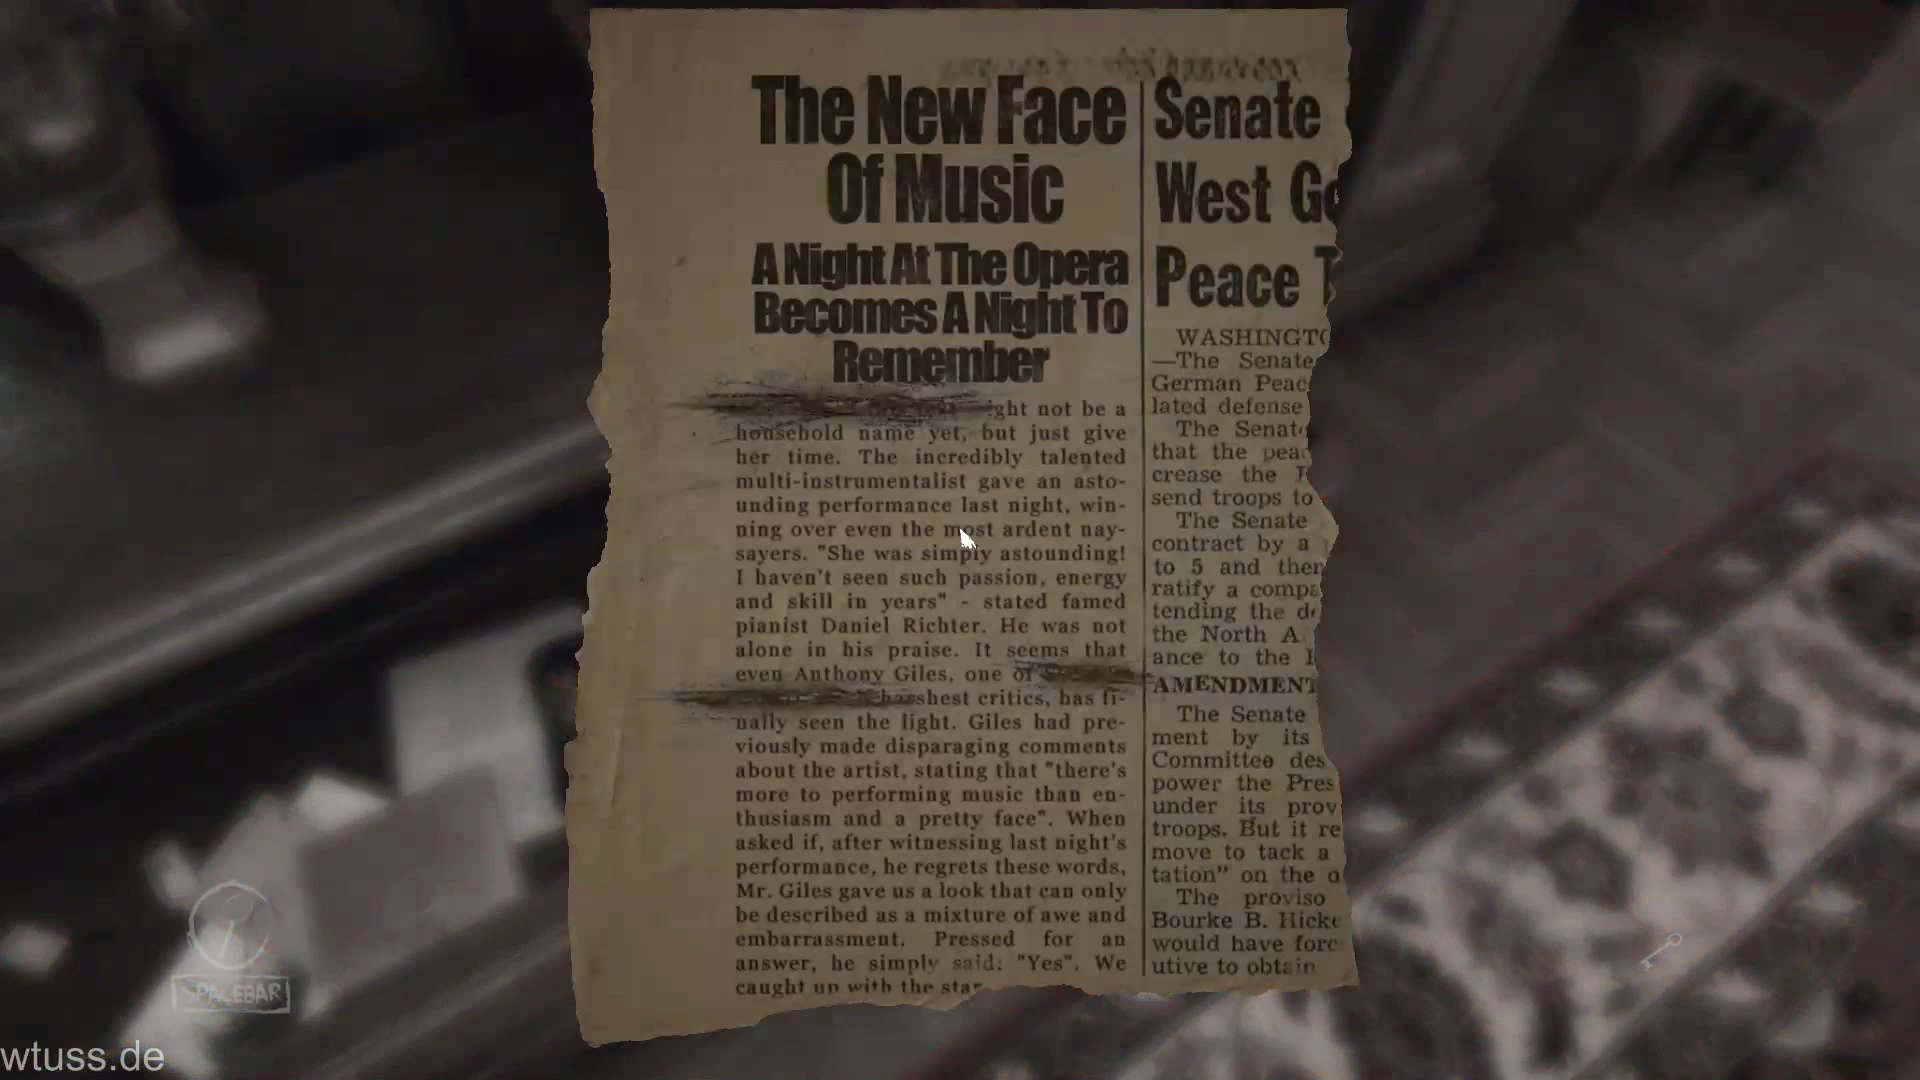 The New Face
Of Music
A Night At The Opera
Becomes A Night To
Remember
not be a
household name yet, but just give
her time. The incredibly talented
multi-instrumentalist gave an asto-
unding performance last night, win-
ning over even the most ardent nay-
sayers. "She was simply astounding!
I haven't seen such passion, energy
and skill in years" - stated famed
pianist Daniel Richter. He was not
alone in his praise. It seems that
even Anthony Giles, one of
harshest critics, has fi-
nally seen the light. Giles had pre-
viously made disparaging comments
about the artist, stating that "there's
more to performing music than en-
thusiasm and a pretty face". When
asked if, after witnessing last night's
performance, he regrets these words,
Mr. Giles gave us a look that can only
be described as a mixture of awe and
embarrassment. Pressed for an
answer, he simply said: "Yes". We
caught up with the star
Senate
West
Peace
—The Senate
German
lated defense
The
that the
crease the
send troops to
The Senate
contract by a
to 5 and then
ratify a
tending the
the North
ance to the
AMENDMENT
The Senate
ment by its
Committee
power the
under its
troops. But it
move to tack a
tation" on the
The proviso
Bourke B.
would have
utive to obtain
SPACEBAR
wtuss.de